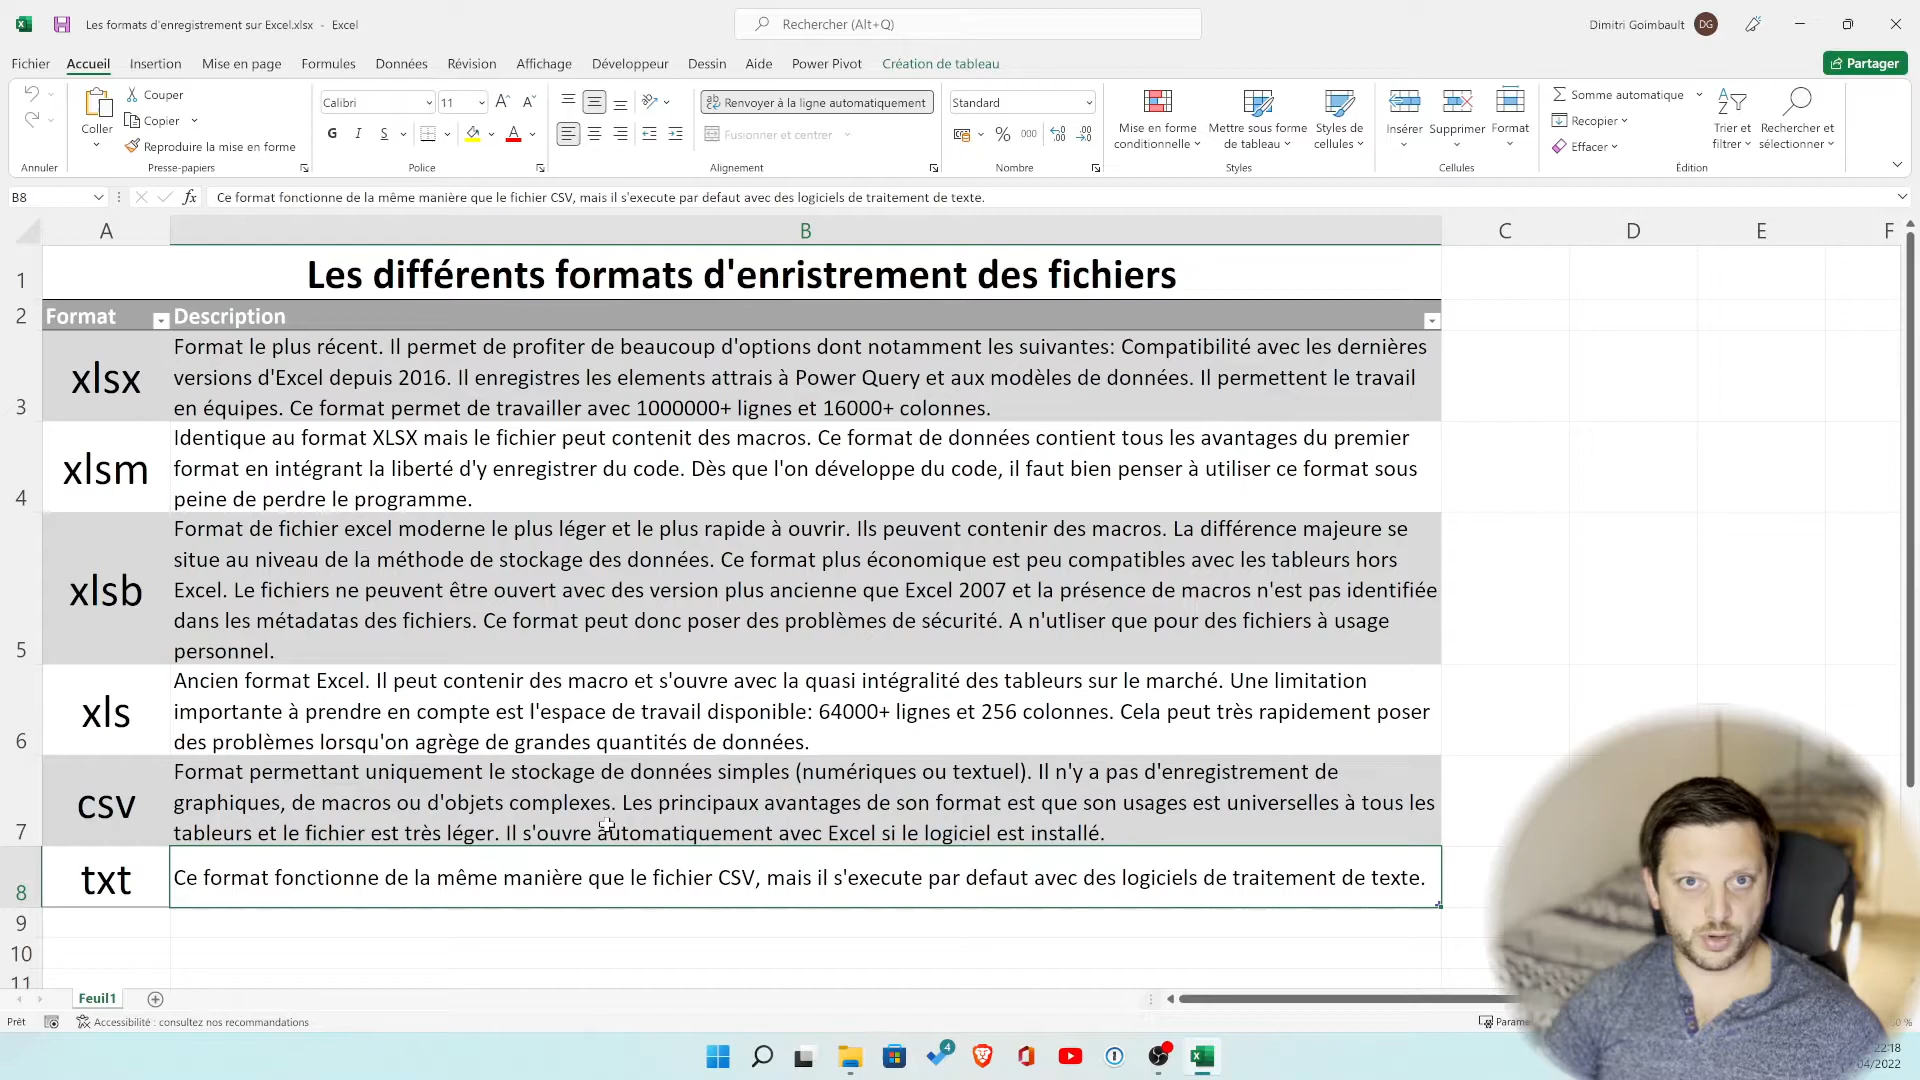 Les formats d'enregistrement sur Excel.xlsx - Excel
Rechercher (Alt+Q)
Dimitri Goimbault
DG
Fichier
Accueil
Insertion
Mise en page
Formules
Données
Révision
Affichage
Développeur
Dessin
Aide
Power Pivot
Création de tableau
Partager
Coller
Couper
Copier
Reproduire la mise en forme
Calibri
11
G
I
S
Renvoyer à la ligne automatiquement
Fusionner et centrer
Standard
%
000
Mise en forme
conditionnelle
Mettre sous forme
de tableau
Styles de
cellules
Insérer
Supprimer
Format
Somme automatique
Recopier
Effacer
Trier et
filtrer
Rechercher et
sélectionner
Annuler
Presse-papiers
Police
Alignement
Nombre
Styles
Cellules
Édition
B8
fx
Ce format fonctionne de la même manière que le fichier CSV, mais il s'execute par defaut avec des logiciels de traitement de texte.
A
B
C
D
E
F
1
Les différents formats d'enristrement des fichiers
2
Format
Description
3
xlsx
Format le plus récent. Il permet de profiter de beaucoup d'options dont notamment les suivantes: Compatibilité avec les dernières
versions d'Excel depuis 2016. Il enregistres les elements attrais à Power Query et aux modèles de données. Il permettent le travail
en équipes. Ce format permet de travailler avec 1000000+ lignes et 16000+ colonnes.
4
xlsm
Identique au format XLSX mais le fichier peut contenit des macros. Ce format de données contient tous les avantages du premier
format en intégrant la liberté d'y enregistrer du code. Dès que l'on développe du code, il faut bien penser à utiliser ce format sous
peine de perdre le programme.
5
xlsb
Format de fichier excel moderne le plus léger et le plus rapide à ouvrir. Ils peuvent contenir des macros. La différence majeure se
situe au niveau de la méthode de stockage des données. Ce format plus économique est peu compatibles avec les tableurs hors
Excel. Le fichiers ne peuvent être ouvert avec des version plus ancienne que Excel 2007 et la présence de macros n'est pas identifiée
dans les métadatas des fichiers. Ce format peut donc poser des problèmes de sécurité. A n'utliser que pour des fichiers à usage
personnel.
6
xls
Ancien format Excel. Il peut contenir des macro et s'ouvre avec la quasi intégralité des tableurs sur le marché. Une limitation
importante à prendre en compte est l'espace de travail disponible: 64000+ lignes et 256 colonnes. Cela peut très rapidement poser
des problèmes lorsqu'on agrège de grandes quantités de données.
7
csv
Format permettant uniquement le stockage de données simples (numériques ou textuel). Il n'y a pas d'enregistrement de
graphiques, de macros ou d'objets complexes. Les principaux avantages de son format est que son usages est universelles à tous les
tableurs et le fichier est très léger. Il s'ouvre automatiquement avec Excel si le logiciel est installé.
8
txt
Ce format fonctionne de la même manière que le fichier CSV, mais il s'execute par defaut avec des logiciels de traitement de texte.
9
10
11
Feuil1
Prêt
Accessibilité : consultez nos recommandations
4
22:18